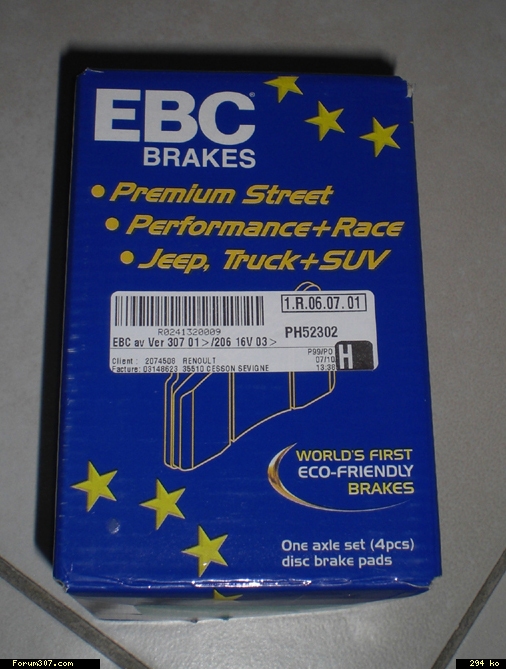 EBC®
BRAKES
Premium Street
Performance+Race
Jeep, Truck+SUV
1.R.06.07.01
R0241320009
EBC av Ver 307 01>/206 16V 03> PH52302
P99/PO
Client : 2074508 RENOULT 07/10 H
Facture: 03148623 35510 CESSON SEVIGNE 13:38
WORLD'S FIRST
ECO-FRIENDLY
BRAKES
One axle set (4pcs)
disc brake pads
Forum307.com 294 ko